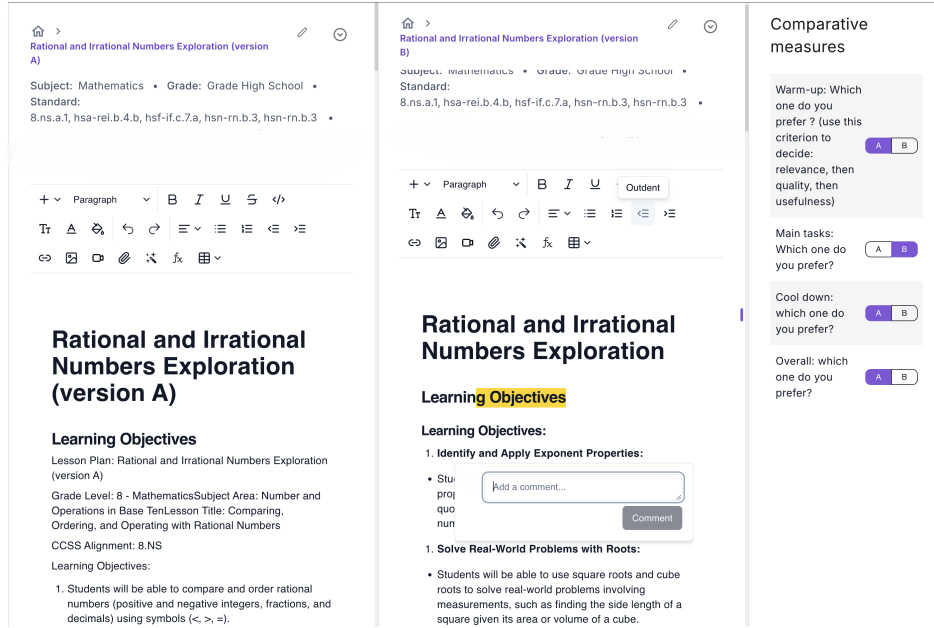 Rational and Irrational Numbers Exploration (version
A)
Subject: Mathematics • Grade: Grade High School •
Standard:
8.ns.a.1, hsa-rei.b.4.b, hsf-if.c.7.a, hsn-rn.b.3, hsn-rn.b.3 •
Paragraph
Rational and Irrational
Numbers Exploration
(version A)
Learning Objectives
Lesson Plan: Rational and Irrational Numbers Exploration
(version A)
Grade Level: 8 - MathematicsSubject Area: Number and
Operations in Base TenLesson Title: Comparing,
Ordering, and Operating with Rational Numbers
CCSS Alignment: 8.NS
Learning Objectives:
1. Students will be able to compare and order rational
numbers (positive and negative integers, fractions, and
decimals) using symbols (<, >, =).
Rational and Irrational Numbers Exploration (version
B)
Subject: Mathematics • Grade: Grade High School •
Standard:
8.ns.a.1, hsa-rei.b.4.b, hsf-if.c.7.a, hsn-rn.b.3, hsn-rn.b.3 •
Paragraph
Outdent
Rational and Irrational
Numbers Exploration
Learning Objectives
Learning Objectives:
1. Identify and Apply Exponent Properties:
Add a comment...
Comment
1. Solve Real-World Problems with Roots:
• Students will be able to use square roots and cube
roots to solve real-world problems involving
measurements, such as finding the side length of a
square given its area or volume of a cube.
Comparative
measures
Warm-up: Which
one do you
prefer ? (use this
criterion to
decide:
relevance, then
quality, then
usefulness)
A B
Main tasks:
Which one do
you prefer?
A B
Cool down:
which one do
you prefer?
A B
Overall: which
one do you
prefer?
A B